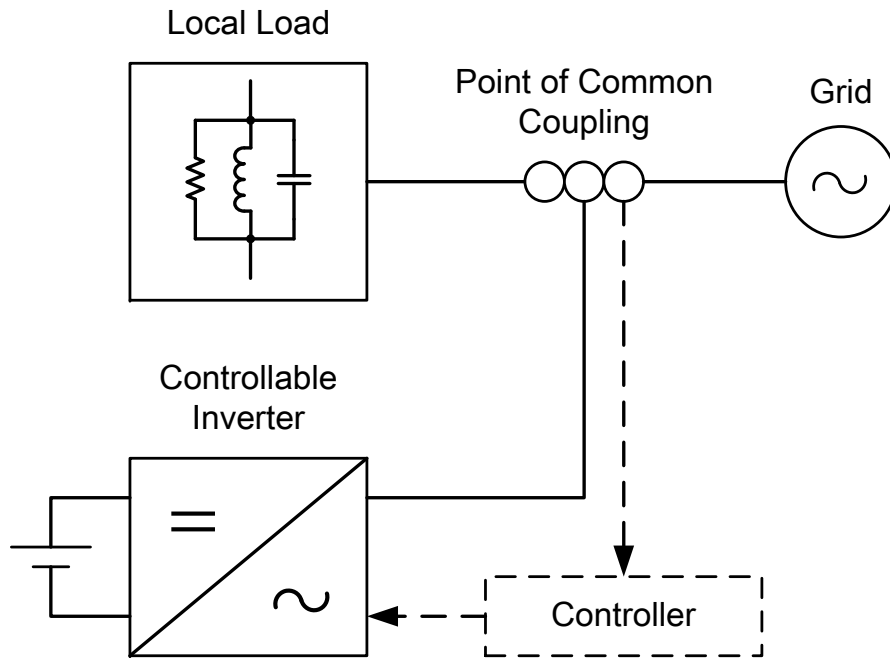 Local Load
Point of Common
Coupling
Grid
Controllable
Inverter
Controller